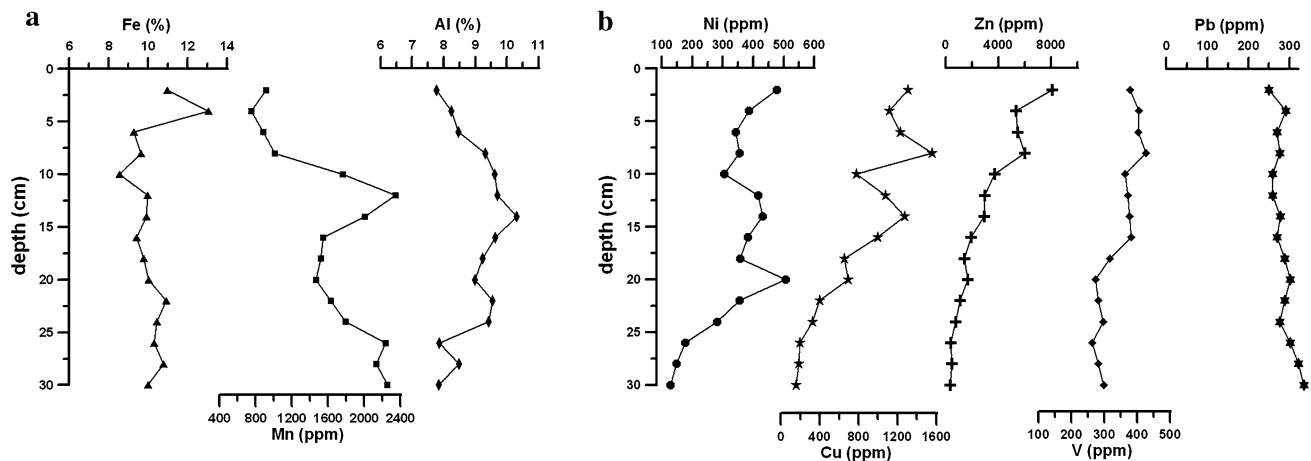 a
b
Fe (%)
Al (%)
Ni (ppm)
Zn (ppm)
Pb (ppm)
6 8 10 12 14
6 7 8 9 10 11
100 200 300 400 500 600
0 4000 8000
0 100 200 300
0
5
10
15
20
25
30
depth (cm)
0
5
10
15
20
25
30
depth (cm)
400 800 1200 1600 2000 2400
Mn (ppm)
0 400 800 1200 1600
Cu (ppm)
100 200 300 400 500
V (ppm)